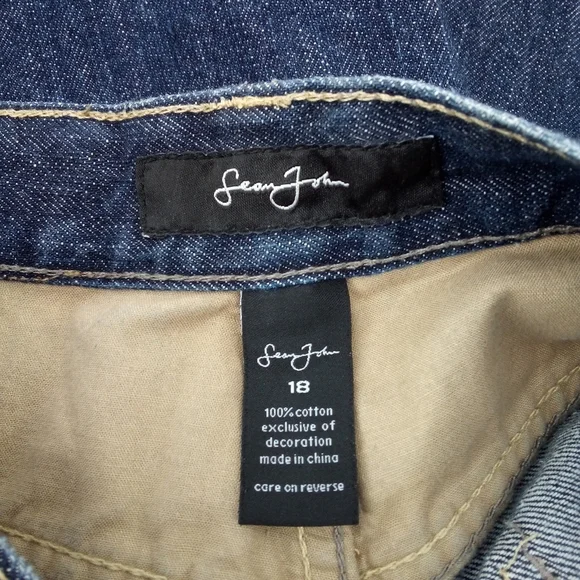 Sean John
Sean John
18
100% cotton
exclusive of
decoration
made in china
care on reverse